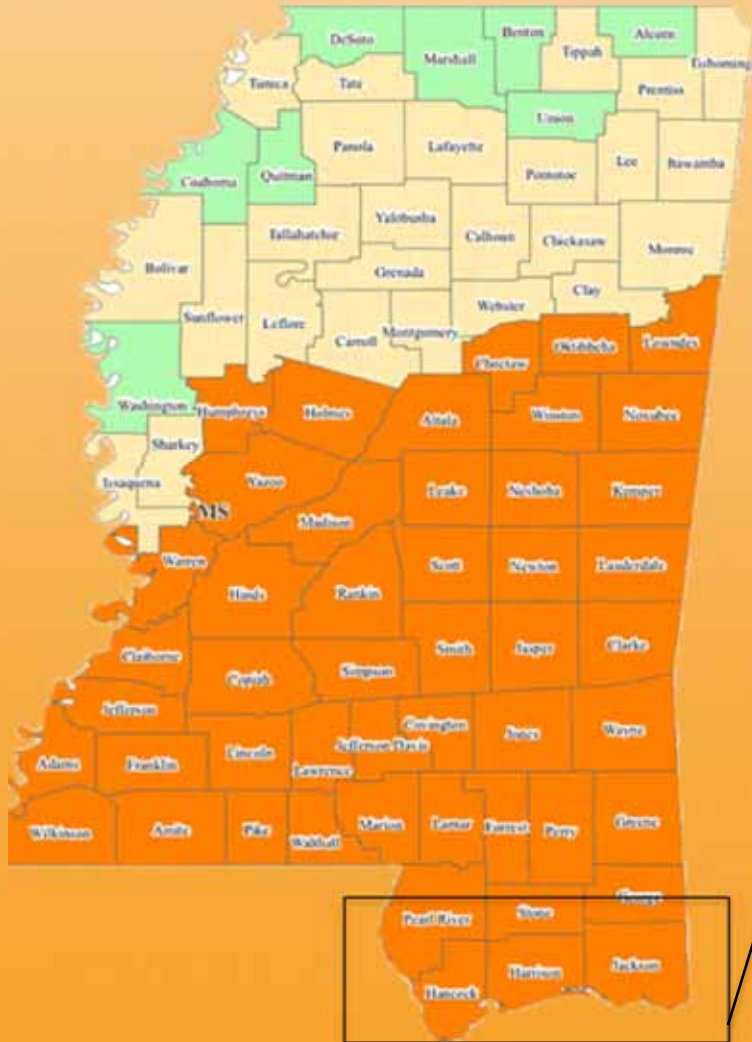 DeSoto
Marshall
Benton
Tippah
Alcorn
Tishomingo
Tunica
Tate
Prentiss
Union
Panola
Lafayette
Pontotoc
Lee
Itawamba
Coahoma
Quitman
Tallahatchie
Yalobusha
Calhoun
Chickasaw
Monroe
Bolivar
Grenada
Clay
Sunflower
Leflore
Carroll
Montgomery
Webster
Choctaw
Oktibbeha
Lowndes
Washington
Humphreys
Holmes
Attala
Winston
Noxubee
Sharkey
Issaquena
Yazoo
Leake
Neshoba
Kemper
MS
Madison
Warren
Hinds
Rankin
Scott
Newton
Lauderdale
Claiborne
Copiah
Simpson
Smith
Jasper
Clarke
Jefferson
Covington
Adams
Franklin
Lincoln
Lawrence
Jefferson Davis
Jones
Wayne
Wilkinson
Amite
Pike
Walthall
Marion
Lamar
Forrest
Perry
Greene
Pearl River
Stone
George
Hancock
Harrison
Jackson